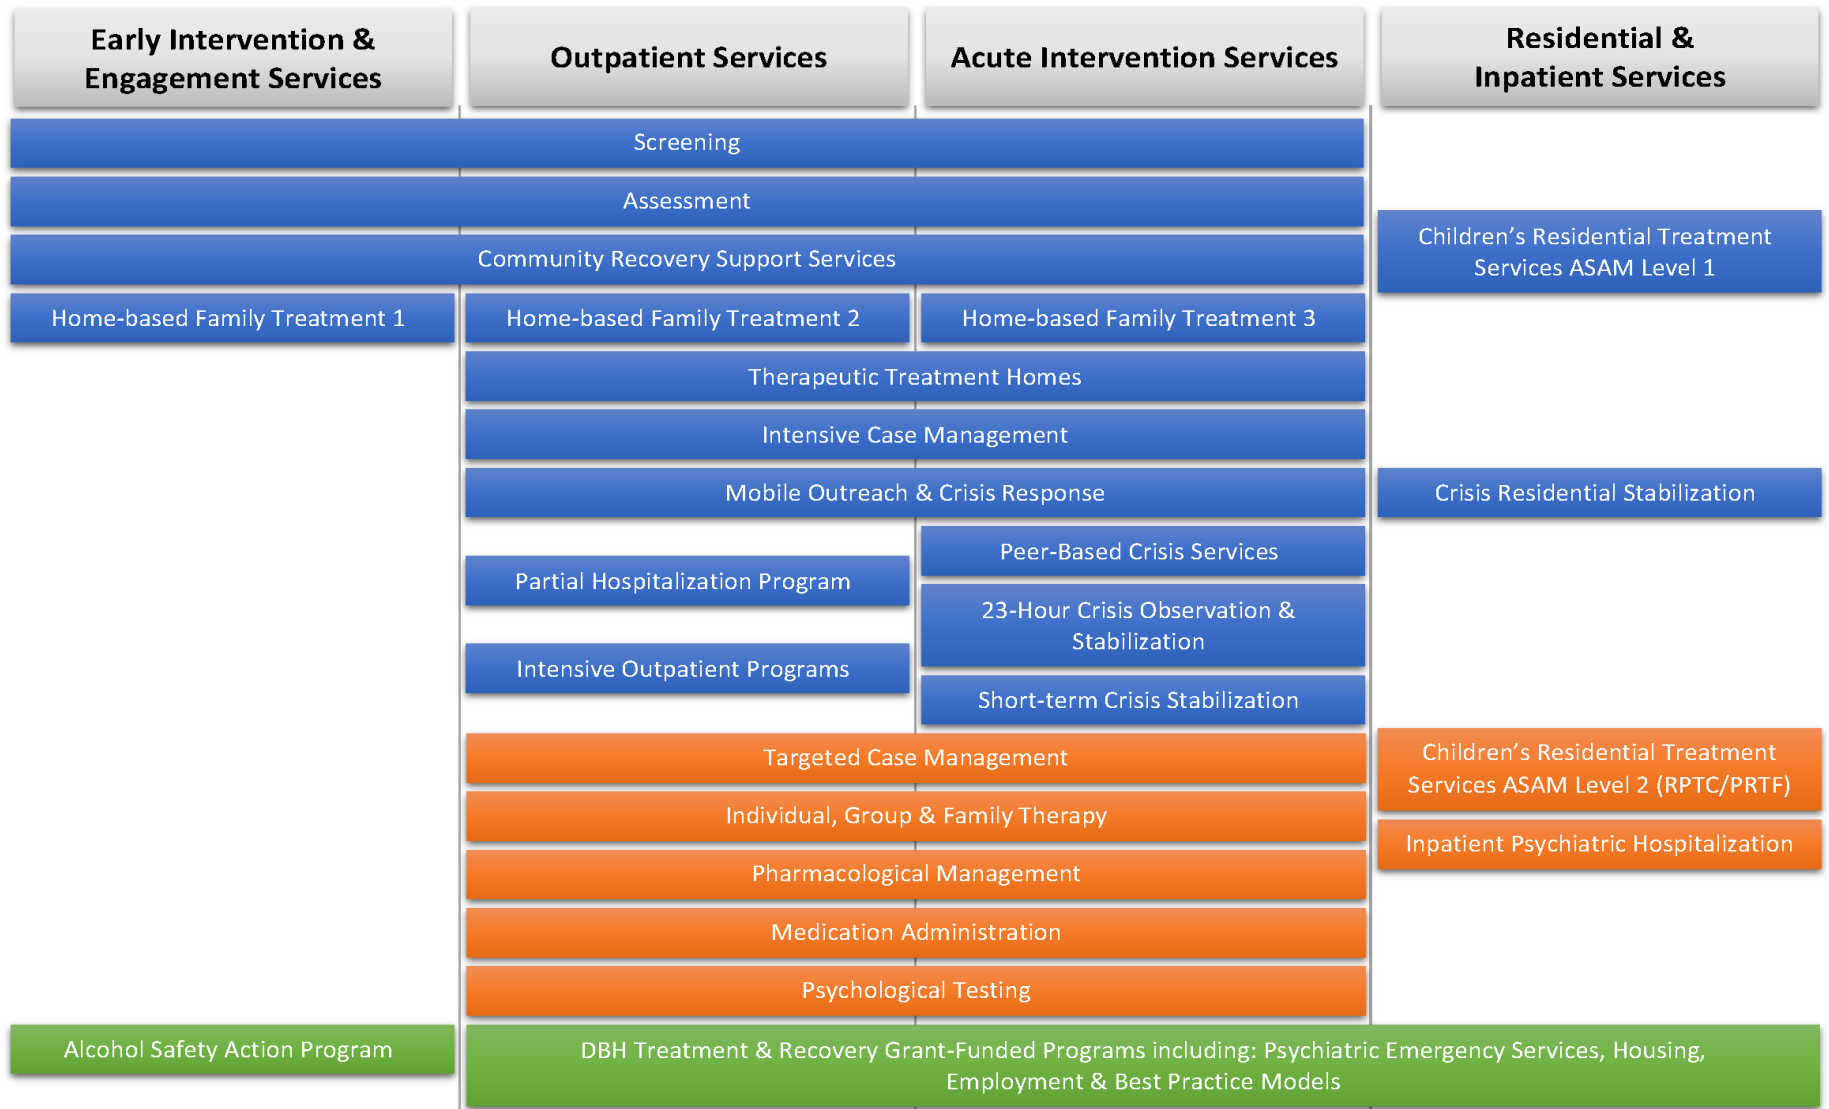 Early Intervention &
Engagement Services
Outpatient Services
Acute Intervention Services
Residential &
Inpatient Services
Screening
Assessment
Community Recovery Support Services
Children’s Residential Treatment
Services ASAM Level 1
Home-based Family Treatment 1
Home-based Family Treatment 2
Home-based Family Treatment 3
Therapeutic Treatment Homes
Intensive Case Management
Mobile Outreach & Crisis Response
Crisis Residential Stabilization
Peer-Based Crisis Services
Partial Hospitalization Program
23-Hour Crisis Observation &
Stabilization
Intensive Outpatient Programs
Short-term Crisis Stabilization
Targeted Case Management
Children’s Residential Treatment
Services ASAM Level 2 (RPTC/PRTF)
Individual, Group & Family Therapy
Inpatient Psychiatric Hospitalization
Pharmacological Management
Medication Administration
Psychological Testing
Alcohol Safety Action Program
DBH Treatment & Recovery Grant-Funded Programs including: Psychiatric Emergency Services, Housing,
Employment & Best Practice Models